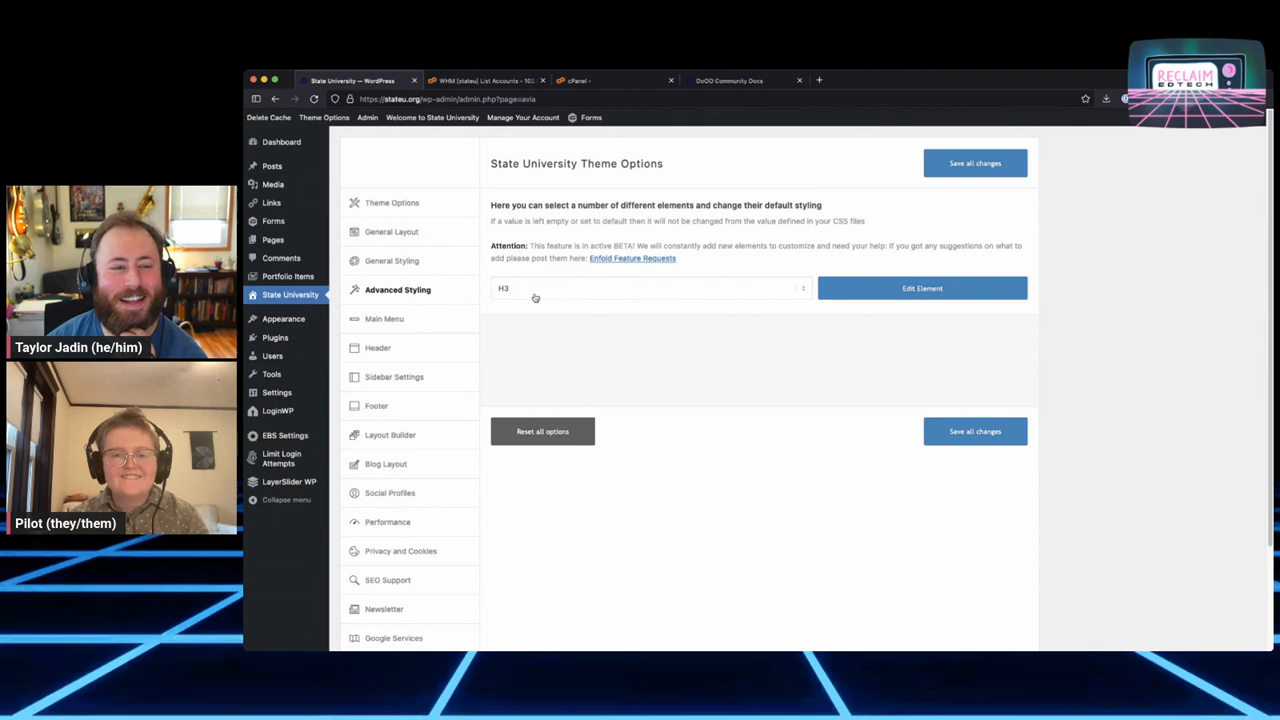 RECLAIM
EDTECH
State University — WordPress
WHM [stateu] List Accounts - 10
cPanel -
DoOO Community Docs
https://stateu.org/wp-admin/admin.php?page=avia
Delete Cache
Theme Options
Admin
Welcome to State University
Manage Your Account
Forms
Dashboard
Posts
Media
Links
Forms
Pages
Comments
Portfolio Items
State University
Appearance
Plugins
Users
Tools
Settings
LoginWP
EBS Settings
Limit Login
Attempts
LayerSlider WP
Collapse menu
Theme Options
General Layout
General Styling
Advanced Styling
Main Menu
Header
Sidebar Settings
Footer
Layout Builder
Blog Layout
Social Profiles
Performance
Privacy and Cookies
SEO Support
Newsletter
Google Services
State University Theme Options
Save all changes
Here you can select a number of different elements and change their default styling
If a value is left empty or set to default then it will not be changed from the value defined in your CSS files
Attention: This feature is in active BETA! We will constantly add new elements to customize and need your help: If you got any suggestions on what to
add please post them here: Enfold Feature Requests
H3
Edit Element
Reset all options
Save all changes
Taylor Jadin (he/him)
Pilot (they/them)